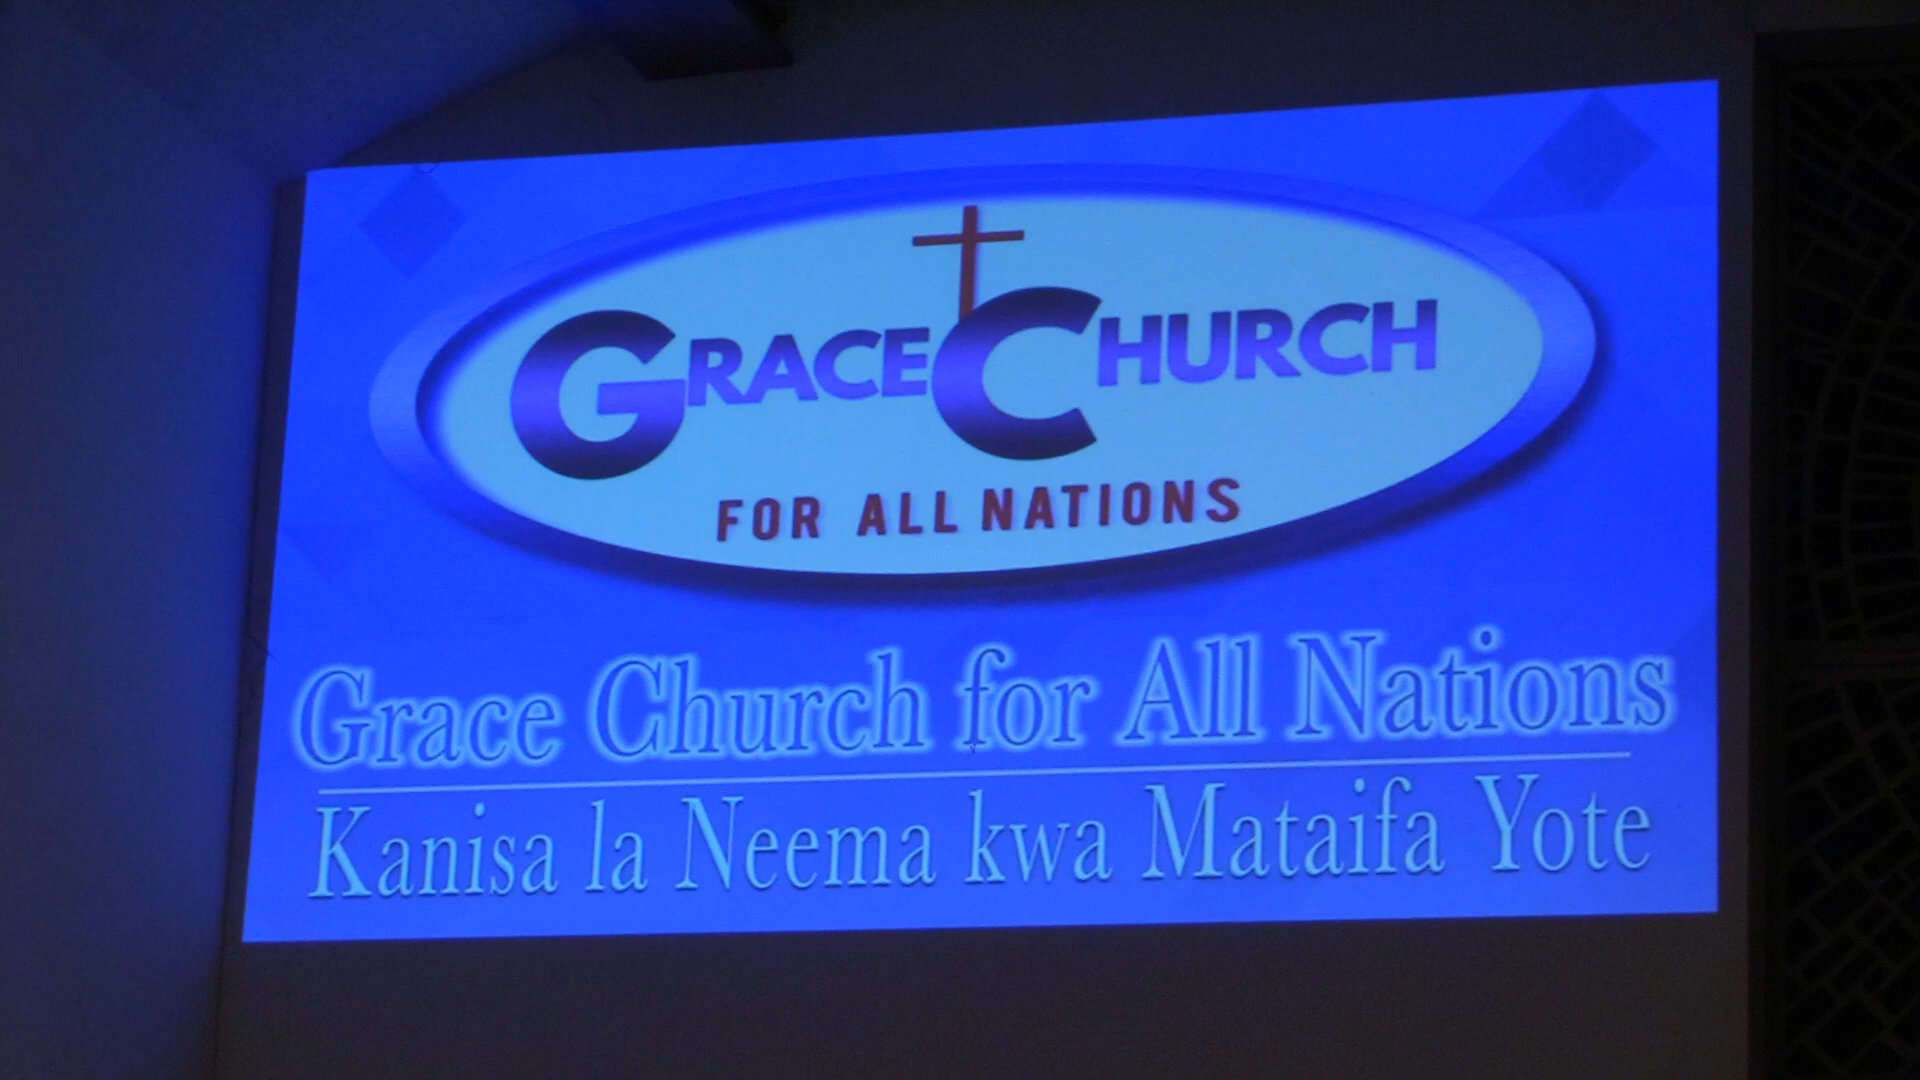 GRACE CHURCH
FOR ALL NATIONS
Grace Church for All Nations
Kanisa la Neema kwa Mataifa Yote